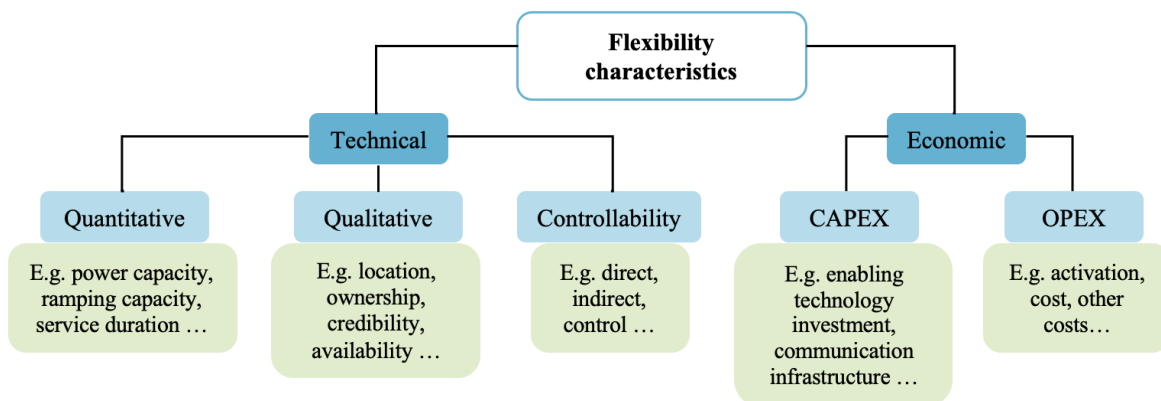 Flexibility
characteristics
Technical
Economic
Quantitative
Qualitative
Controllability
CAPEX
OPEX
E.g. power capacity,
ramping capacity,
service duration …
E.g. location,
ownership,
credibility,
availability …
E.g. direct,
indirect,
control …
E.g. enabling
technology
investment,
communication
infrastructure …
E.g. activation,
cost, other
costs…